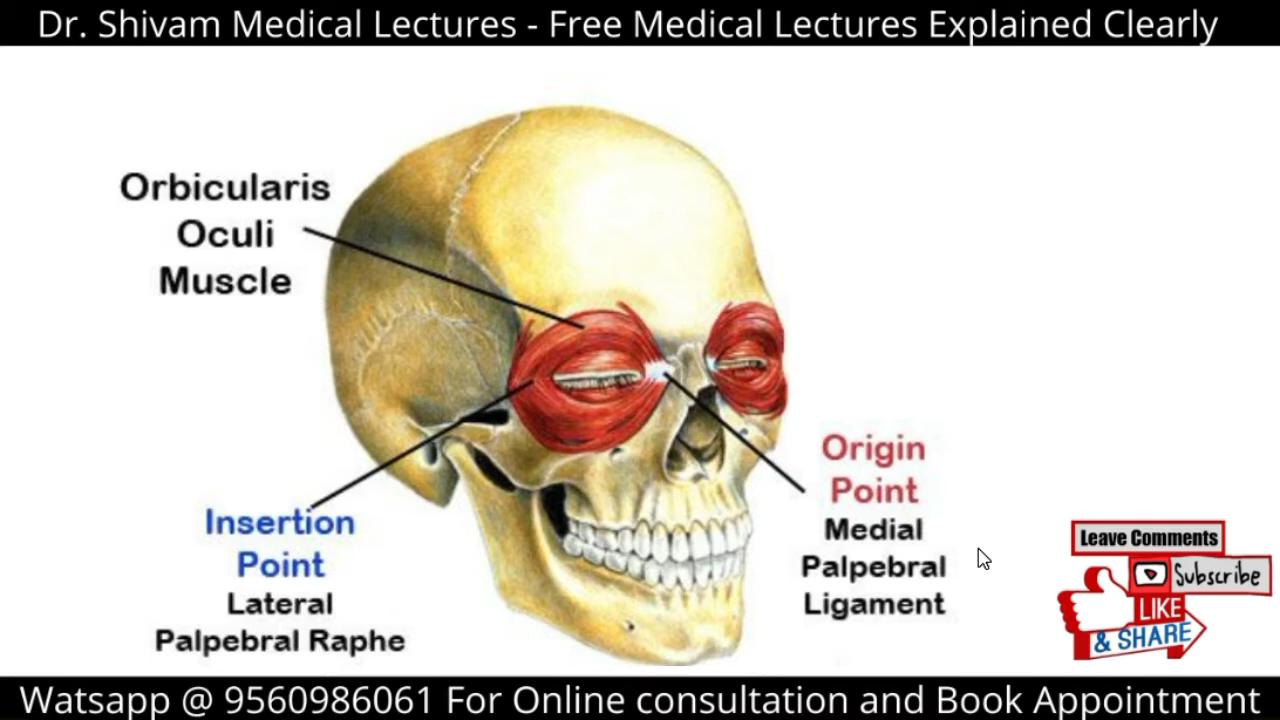 Dr. Shivam Medical Lectures - Free Medical Lectures Explained Clearly
Orbicularis
Oculi
Muscle
Insertion
Point
Lateral
Palpebral Raphe
Origin
Point
Medial
Palpebral
Ligament
Leave Comments
Subscribe
LIKE
& SHARE
Watsapp @ 9560986061 For Online consultation and Book Appointment